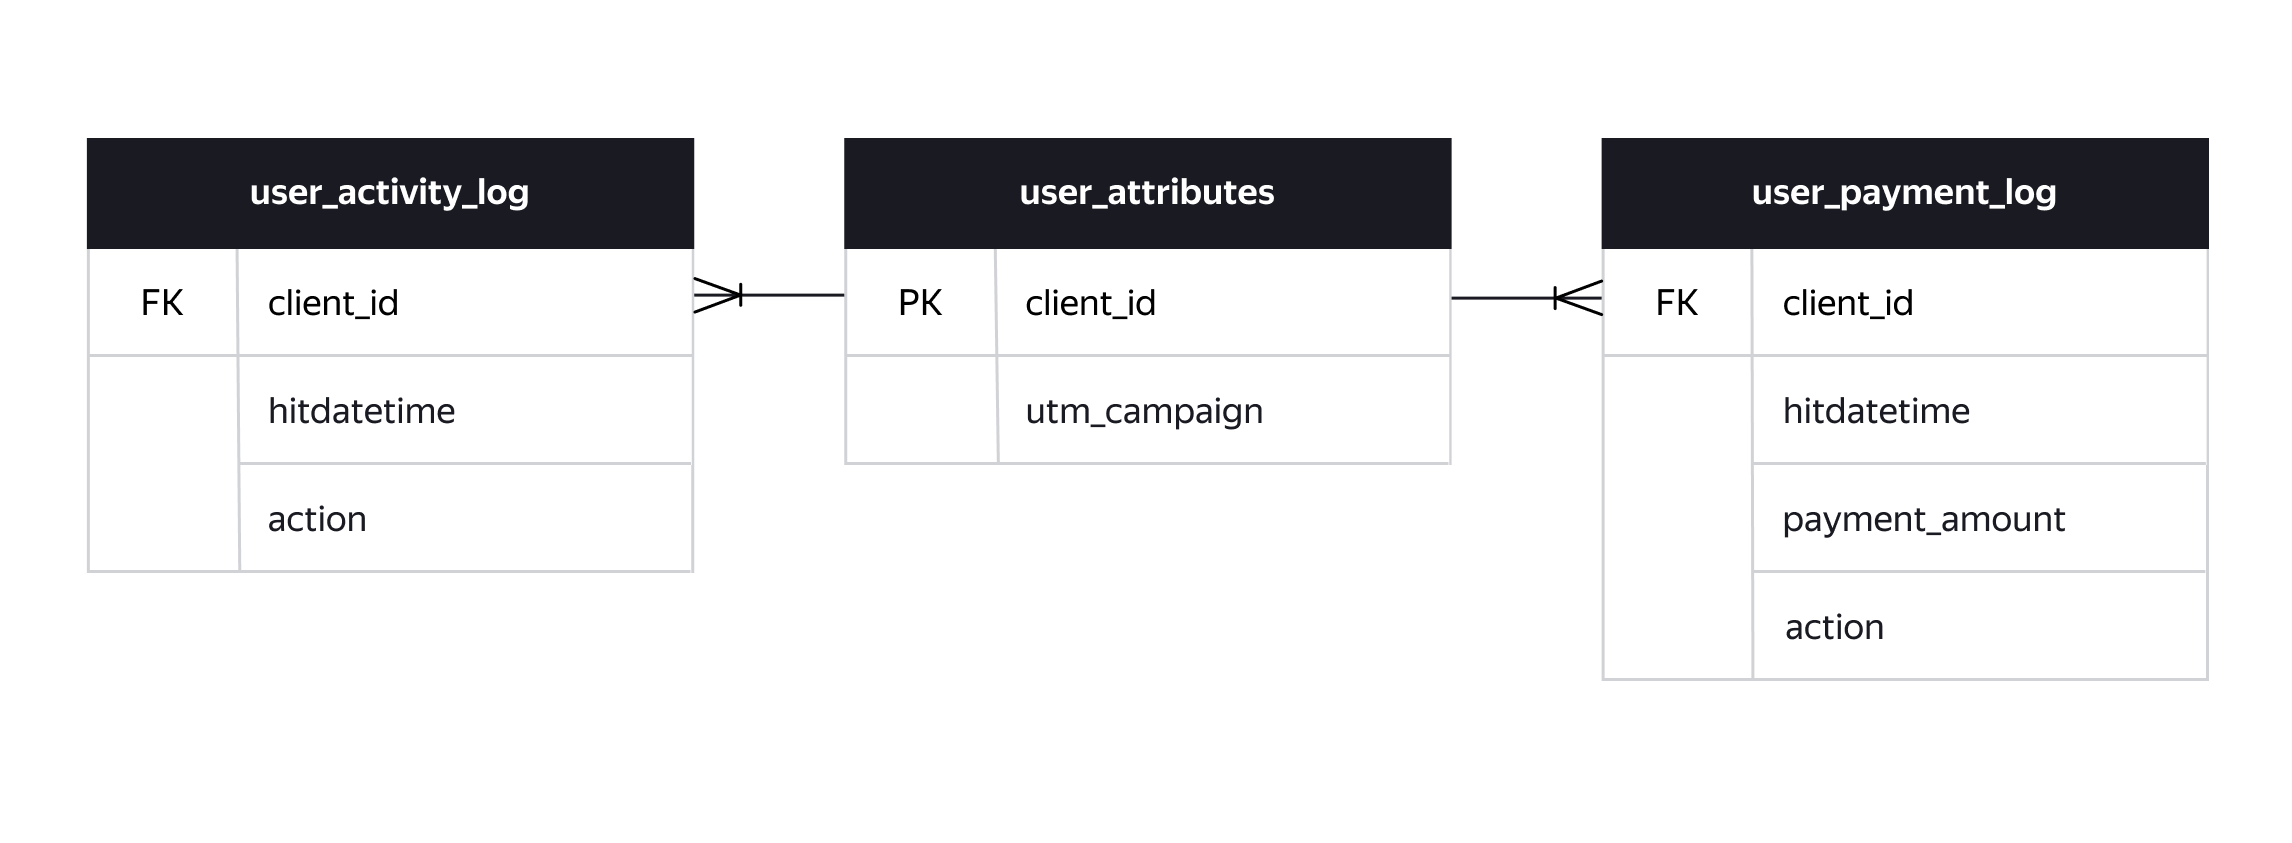 user_activity_log
FK client_id
hitdatetime
action
user_attributes
PK client_id
utm_campaign
user_payment_log
FK client_id
hitdatetime
payment_amount
action